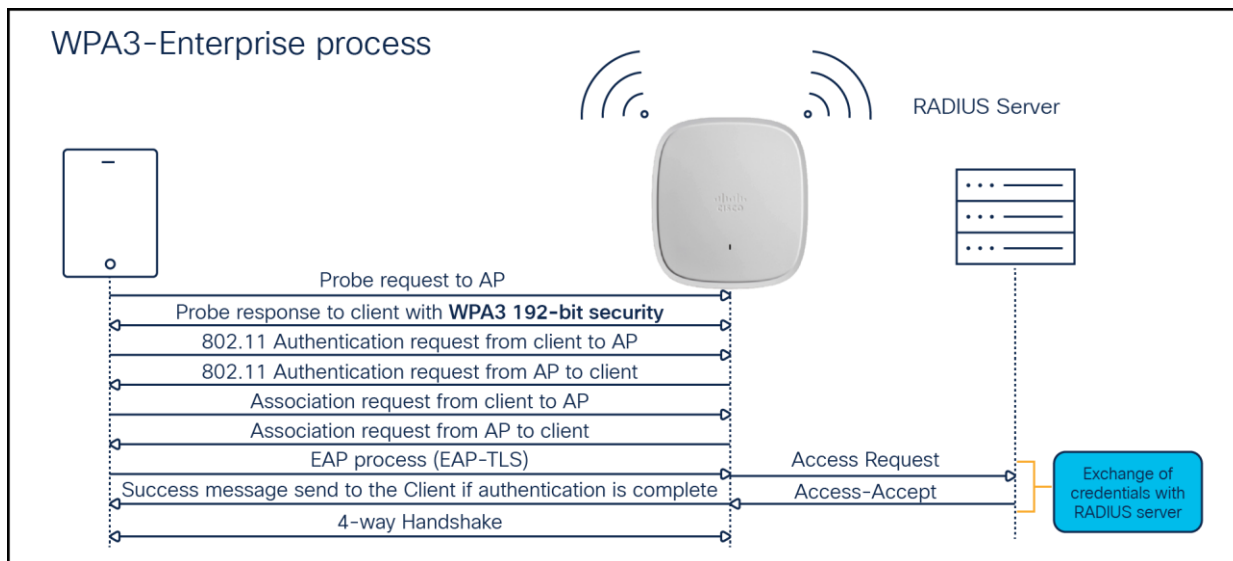 WPA3-Enterprise process
RADIUS Server
cisco
Probe request to AP
Probe response to client with WPA3 192-bit security
802.11 Authentication request from client to AP
802.11 Authentication request from AP to client
Association request from client to AP
Association request from AP to client
EAP process (EAP-TLS)
Access Request
Success message send to the Client if authentication is complete
Access-Accept
4-way Handshake
Exchange of
credentials with
RADIUS server